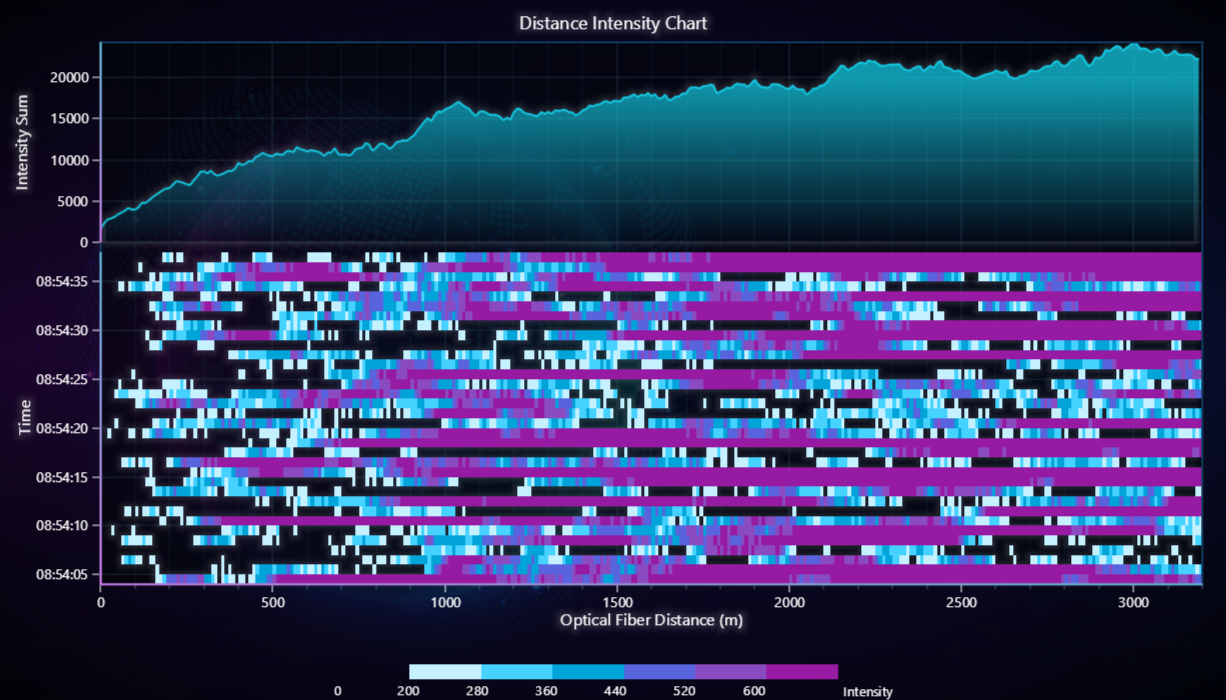 Distance Intensity Chart
Intensity Sum
20000
15000
10000
5000
0
Time
08:54:35
08:54:30
08:54:25
08:54:20
08:54:15
08:54:10
08:54:05
0 500 1000 1500 2000 2500 3000
Optical Fiber Distance (m)
0 200 280 360 440 520 600 Intensity